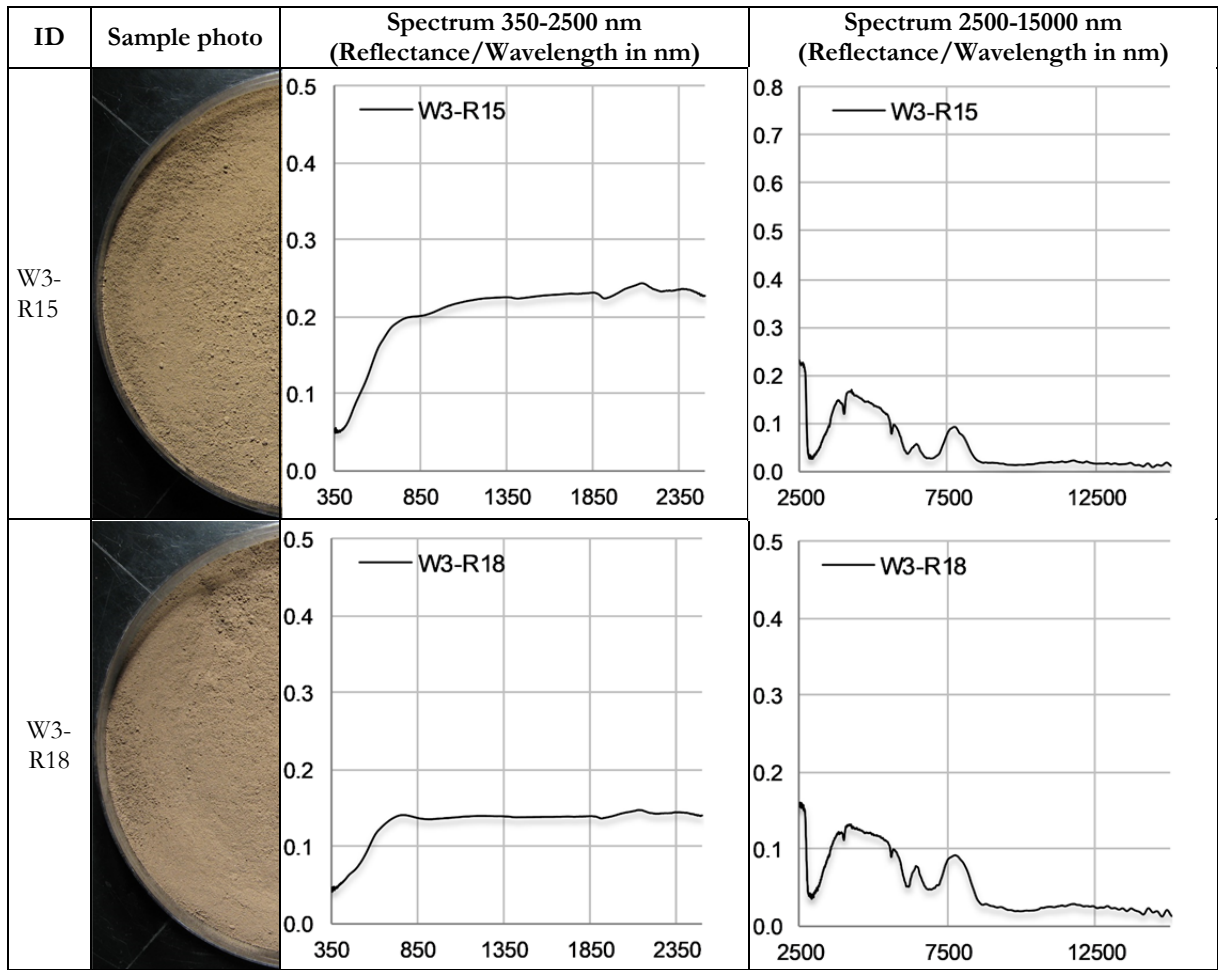 ID
Sample photo
Spectrum 350-2500 nm
(Reflectance/Wavelength in nm)
Spectrum 2500-15000 nm
(Reflectance/Wavelength in nm)
W3-
R15
0.5
0.4
0.3
0.2
0.1
0.0
W3-R15
350 850 1350 1850 2350
0.8
0.7
0.6
0.5
0.4
0.3
0.2
0.1
0.0
W3-R15
2500 7500 12500
W3-
R18
0.5
0.4
0.3
0.2
0.1
0.0
W3-R18
350 850 1350 1850 2350
0.5
0.4
0.3
0.2
0.1
0.0
W3-R18
2500 7500 12500